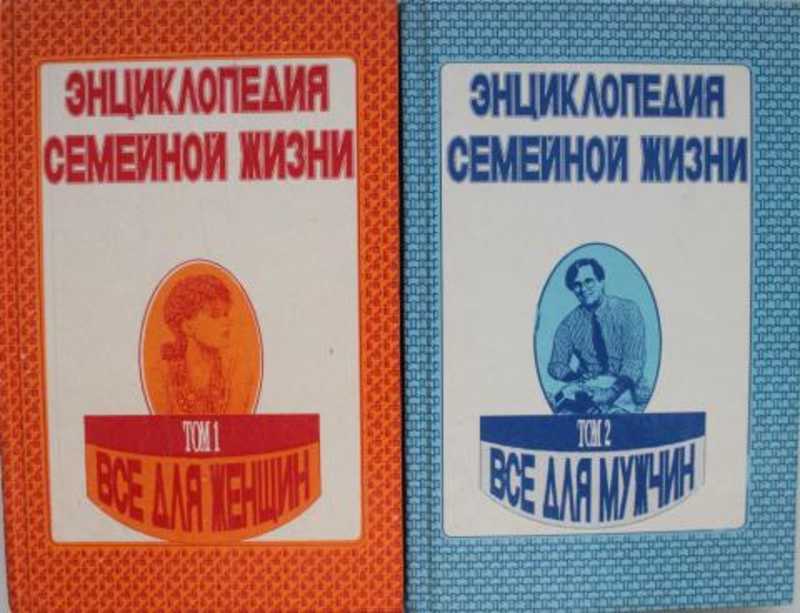 ЭНЦИКЛОПЕДИЯ
СЕМЕЙНОЙ ЖИЗНИ
ТОМ 1
ВСЕ ДЛЯ ЖЕНЩИН
ЭНЦИКЛОПЕДИЯ
СЕМЕЙНОЙ ЖИЗНИ
ТОМ 2
ВСЕ ДЛЯ МУЖЧИН